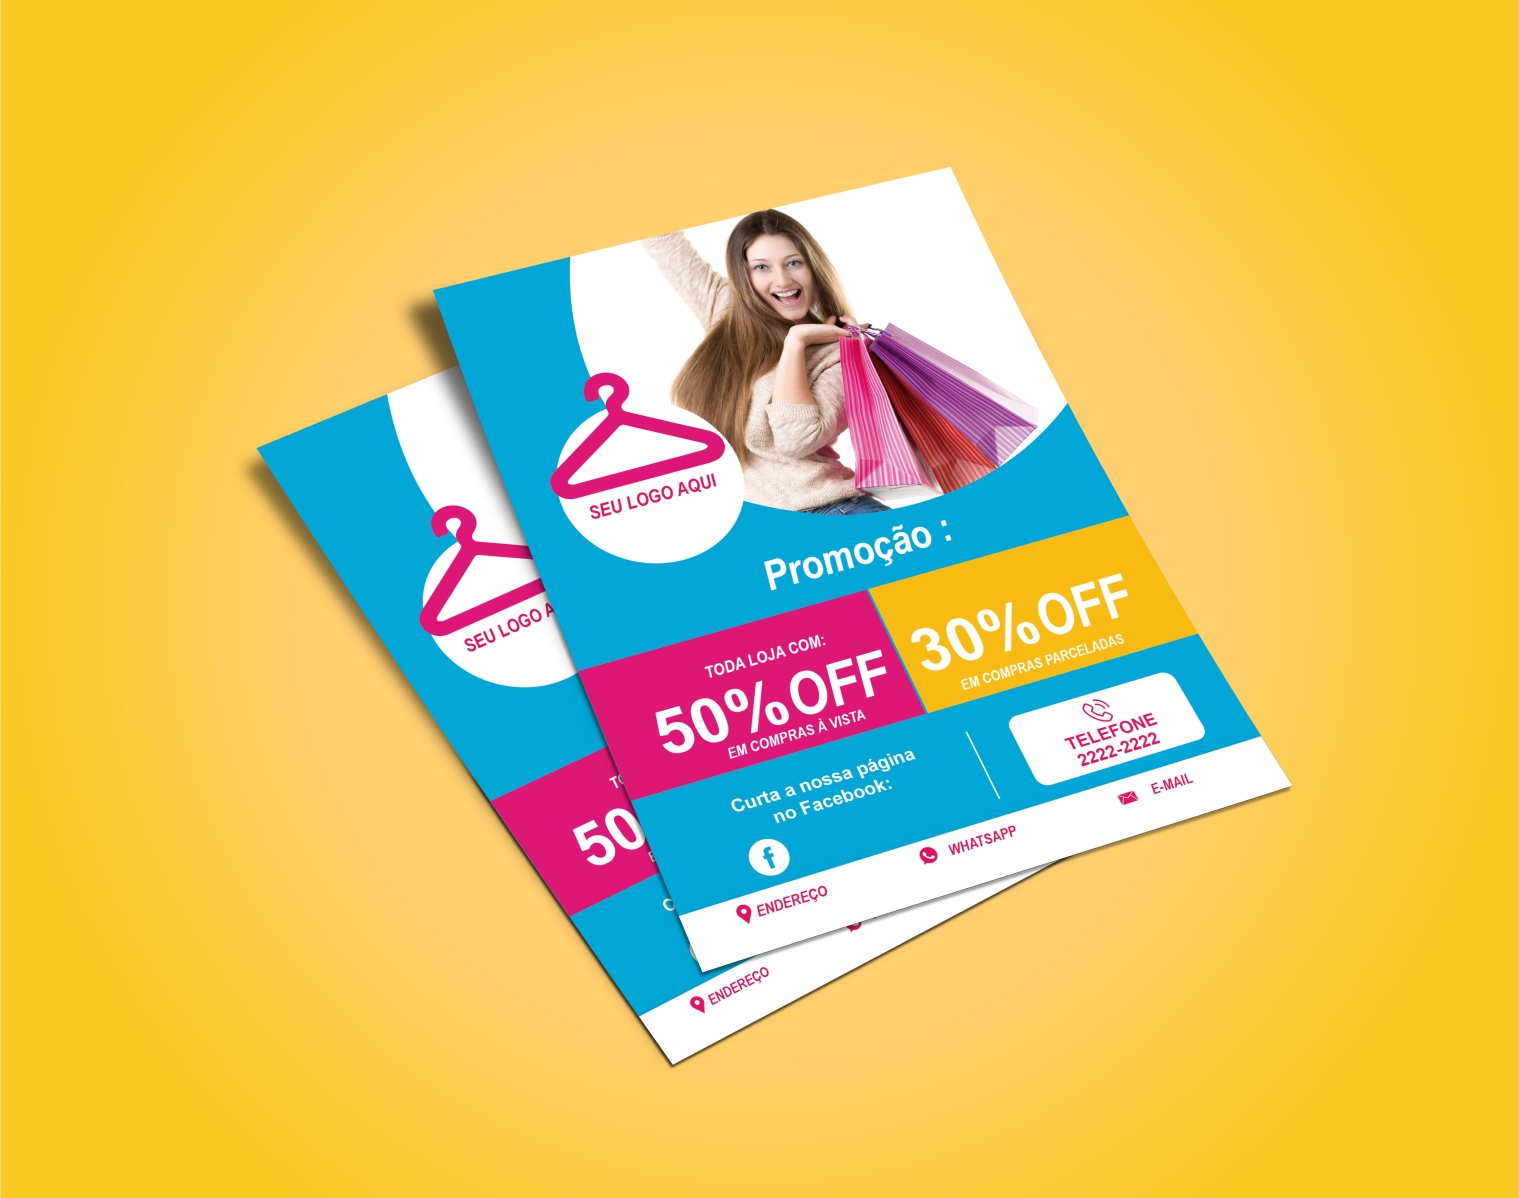 SEU LOGO AQUI
Promoção :
TODA LOJA COM:
50%OFF
EM COMPRAS À VISTA
30%OFF
EM COMPRAS PARCELADAS
Curta a nossa página
no Facebook:
TELEFONE
2222-2222
ENDEREÇO
WHATSAPP
E-MAIL
SEU LOGO A
TO
50
ENDEREÇO